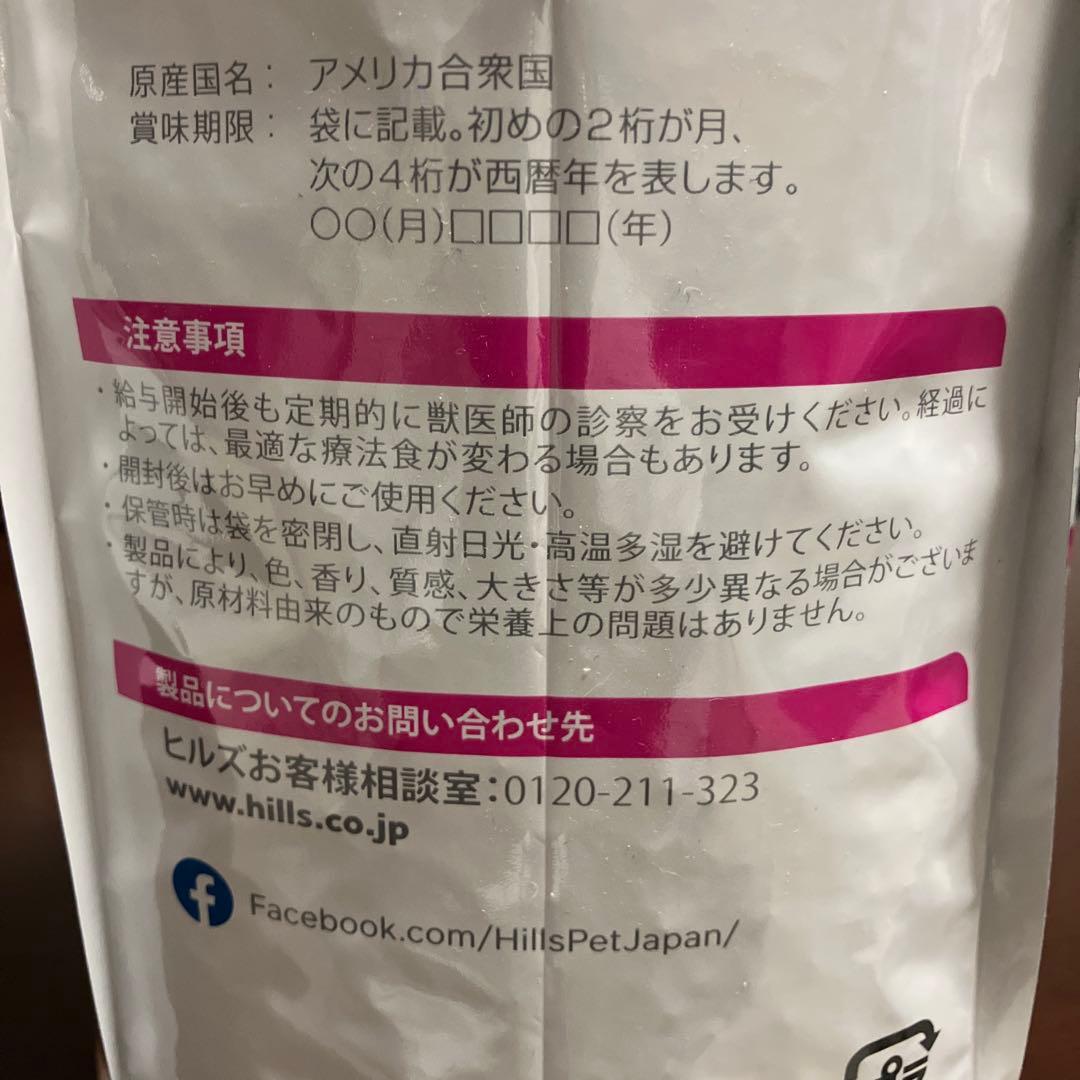 原産国名： アメリカ合衆国
賞味期限： 袋に記載。初めの２桁が月、
次の４桁が西暦年を表します。
○○(月)□□□□(年)
注意事項
・給与開始後も定期的に獣医師の診察をお受けください。経過に
よっては、最適な療法食が変わる場合もあります。
・開封後はお早めにご使用ください。
・保管時は袋を密閉し、直射日光・高温多湿を避けてください。
・製品により、色、香り、質感、大きさ等が多少異なる場合がございま
すが、原材料由来のもので栄養上の問題はありません。
製品についてのお問い合わせ先
ヒルズお客様相談室：0120-211-323
www.hills.co.jp
Facebook.com/HillsPetJapan/